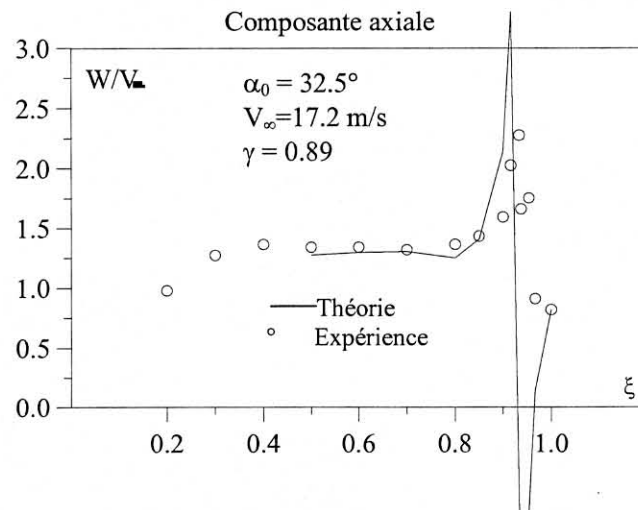 Composante axiale
3.0
W/V∞
α₀ = 32.5°
V∞=17.2 m/s
γ = 0.89
2.5
2.0
1.5
1.0
Théorie
Expérience
0.5
ξ
0.0
0.2 0.4 0.6 0.8 1.0